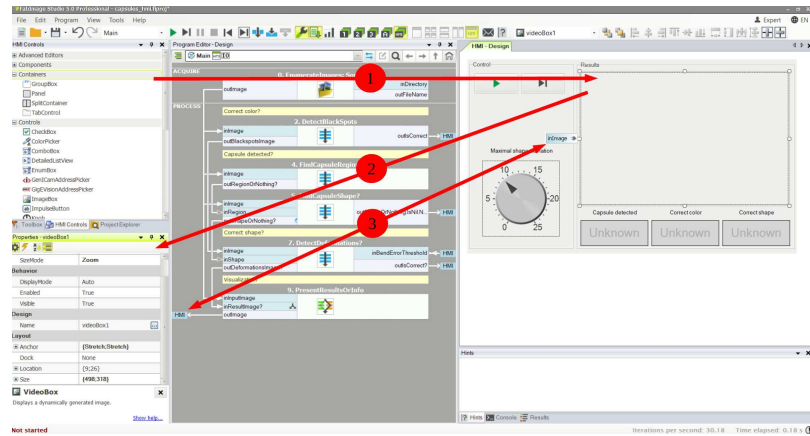 FabImage Studio 5.0 Professional - capsules_hmi.fiproj*
File Edit Program View Tools Help
Expert EN
Main
videoBox1
HMI Controls
Advanced Editors
Components
Containers
GroupBox
Panel
SplitContainer
TabControl
Controls
CheckBox
ColorPicker
ComboBox
DetailedListView
EnumBox
GenICamAddressPicker
GigEVisionAddressPicker
ImageBox
ImpulseButton
Knob
Toolbox HMI Controls Project Explorer
Properties - videoBox1
SizeMode Zoom
Behavior
DisplayMode Auto
Enabled True
Visible True
Design
Name videoBox1
Layout
Anchor {Stretch;Stretch}
Dock None
Location {9;26}
Size {498;318}
VideoBox
Displays a dynamically generated image.
Show help...
Not started
Program Editor - Design
Main
ACQUIRE
outImage
inDirectory
outFileName
PROCESS
Correct color?
2. DetectBlackSpots
inImage
outBlackspotsImage
outIsCorrect
HMI
Capsule detected?
4. FindCapsuleRegion
inImage
outRegionOrNothing?
inImage
inRegion
HMI
Correct shape?
7. DetectDeformations?
inImage
inShape
outDeformationsImage?
inBendErrorThreshold
outIsCorrect?
HMI
HMI
Visualization
9. PresentResultsOrInfo
inInputImage
inResultImage?
outImage
HMI
1
2
3
HMI - Design
Control
Results
inImage
10 15
5 20
0 25
Capsule detected Correct color Correct shape
Unknown Unknown Unknown
Hints
Hints Console Results
Iterations per second: 30.18 Time elapsed: 0.18 s